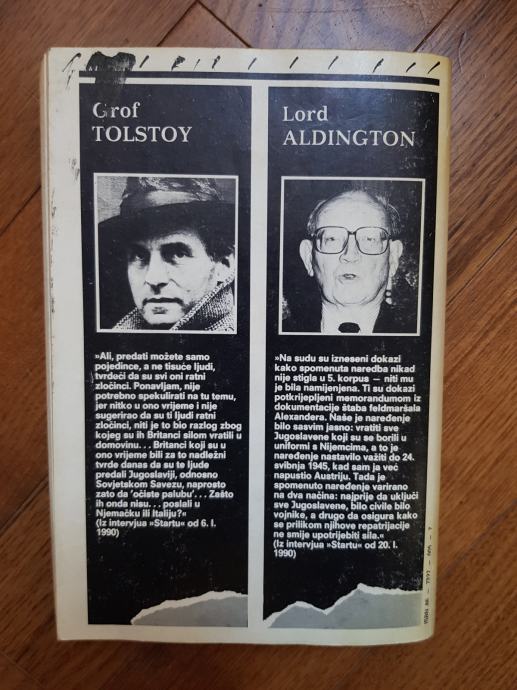 Grof
TOLSTOY
»Ali, predati možete samo
pojedince, a ne tisuće ljudi,
tvrdeći da su svi oni ratni
zločinci. Ponavljam, nije
potrebno spekulirati na tu temu,
jer nitko u ono vrijeme i nije
sugerirao da su ti ljudi ratni
zločinci, niti je to bio razlog zbog
kojeg su ih Britanci silom vratili u
domovinu. . . Britanci koji su u
ono vrijeme bili za to nadležni
tvrde danas da su te ljude
predali Jugoslaviji, odnosno
Sovjetskom Savezu, naprosto
zato da 'očiste palubu'. . . Zašto
ih onda nisu. . . poslali u
Njemačku ili Italiju?«
(Iz intervjua »Startu« od 6. I.
1990)
Lord
ALDINGTON
»Na sudu su izneseni dokazi
kako spomenuta naredba nikad
nije stigla u 5. korpus — niti mu
je bila namijenjena. Ti su dokazi
potkrijepljeni memorandumom iz
dokumentacije štaba feldmaršala
Alexandera. Naše je naređenje
bilo sasvim jasno: vratiti sve
Jugoslavene koji su se borili u
uniformi s Nijemcima, a to je
naređenje nastavilo važiti do 24.
svibnja 1945, kad sam ja već
napustio Austriju. Tada je
spomenuto naređenje varirano
na dva načina: najprije da uključi
sve Jugoslavene, bilo civile bilo
vojnike, a drugo da osigura kako
se prilikom njihove repatrijacije
ne smije upotrijebiti sila.«
(Iz intervjua »Startu« od 20. I.
1990)